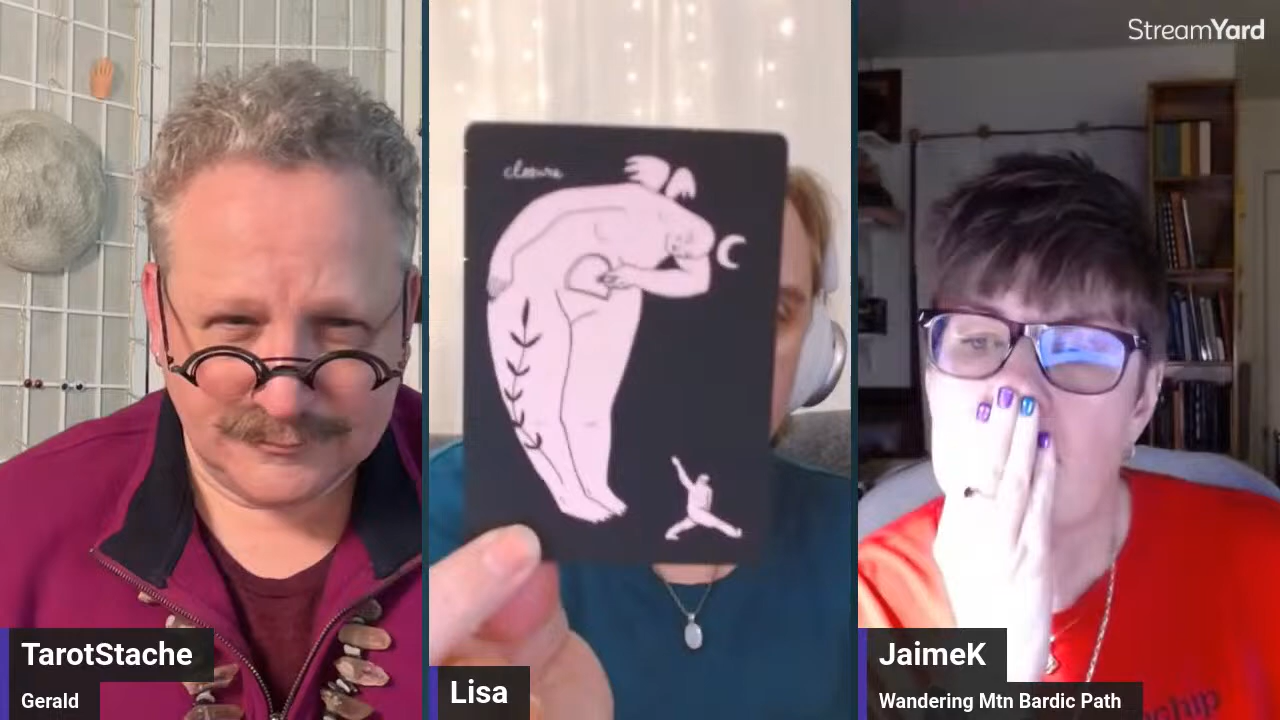 StreamYard
closure
TarotStache
Gerald
Lisa
JaimeK
Wandering Mtn Bardic Path